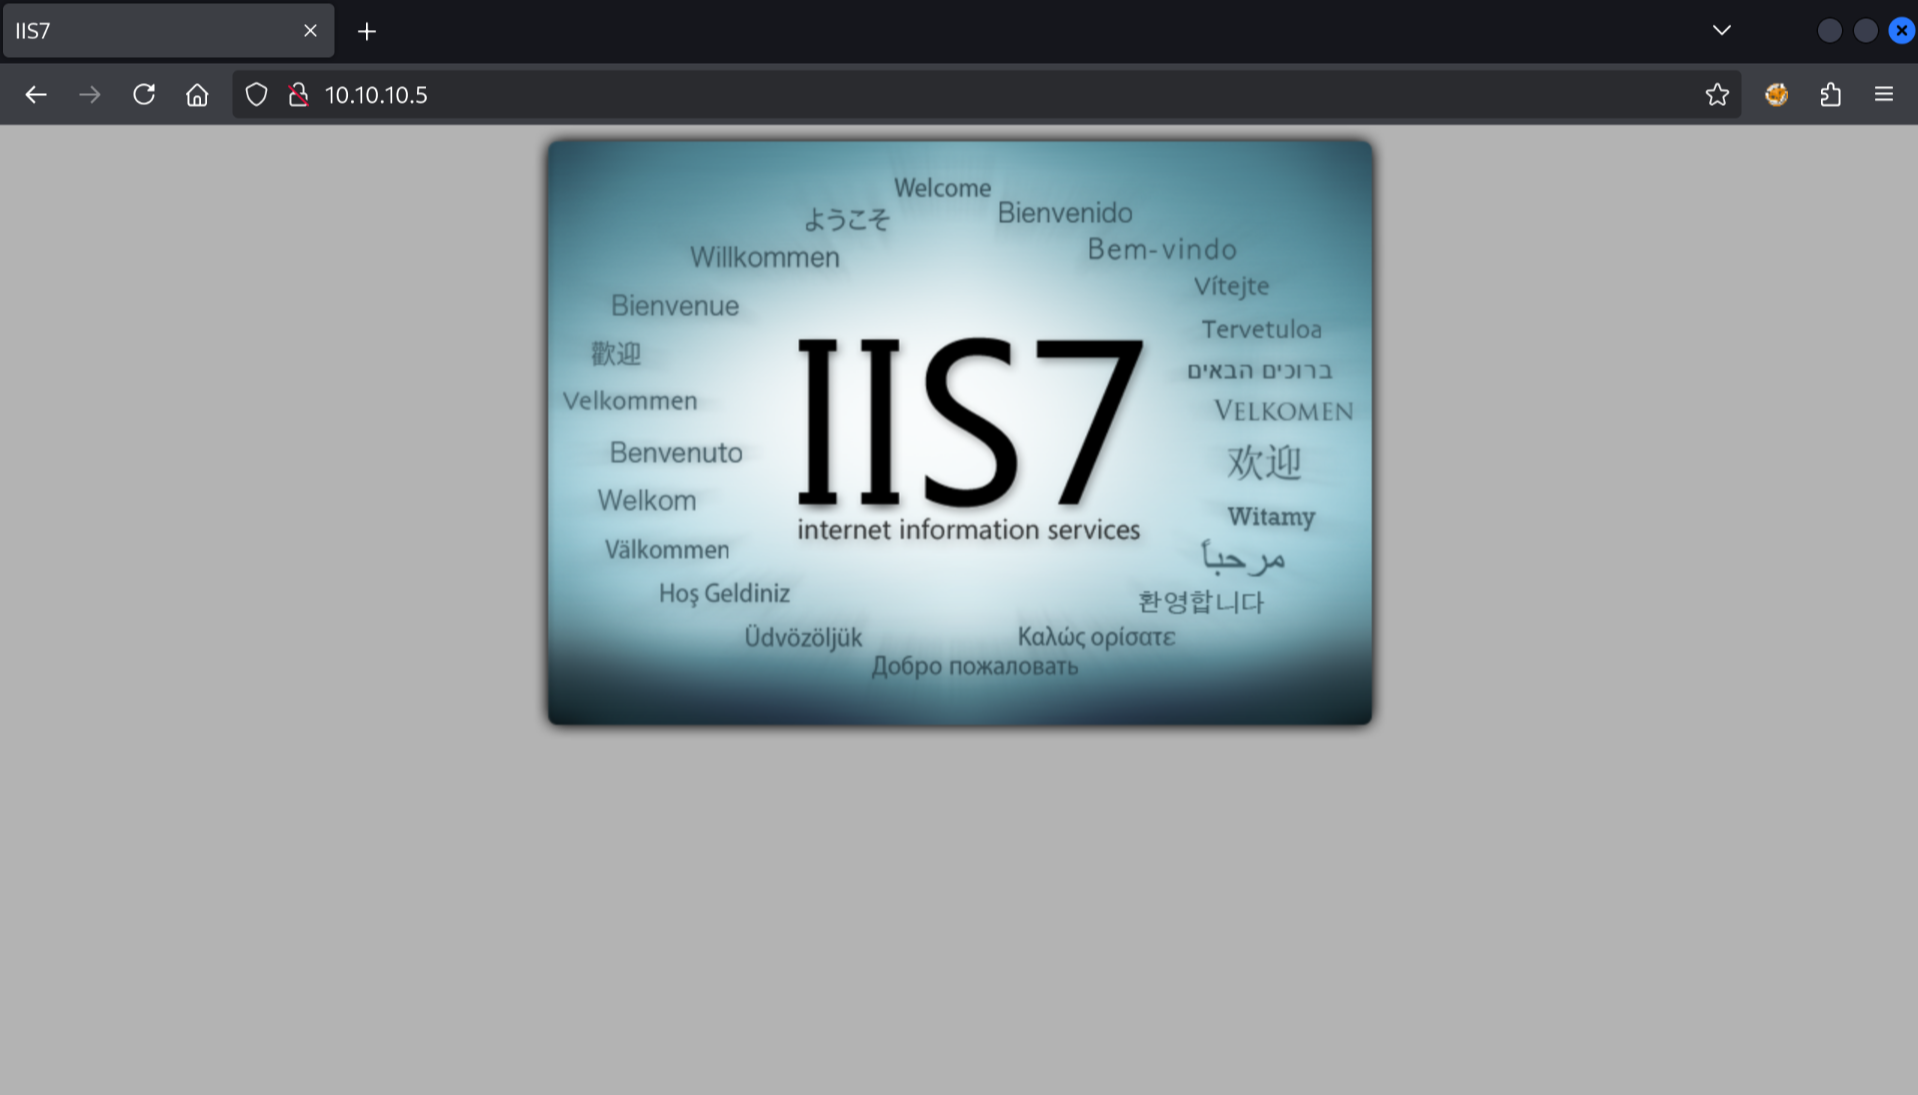 IIS7
10.10.10.5
Welcome
ようこそ
Bienvenido
Willkommen
Bem-vindo
Vítejte
Bienvenue
Tervetuloa
歡迎
ברוכים הבאים
Velkommen
VELKOMEN
IIS7
internet information services
Benvenuto
欢迎
Welkom
Witamy
Välkommen
مرحباً
Hoş Geldiniz
환영합니다
Üdvözöljük
Καλώς ορίσατε
Добро пожаловать